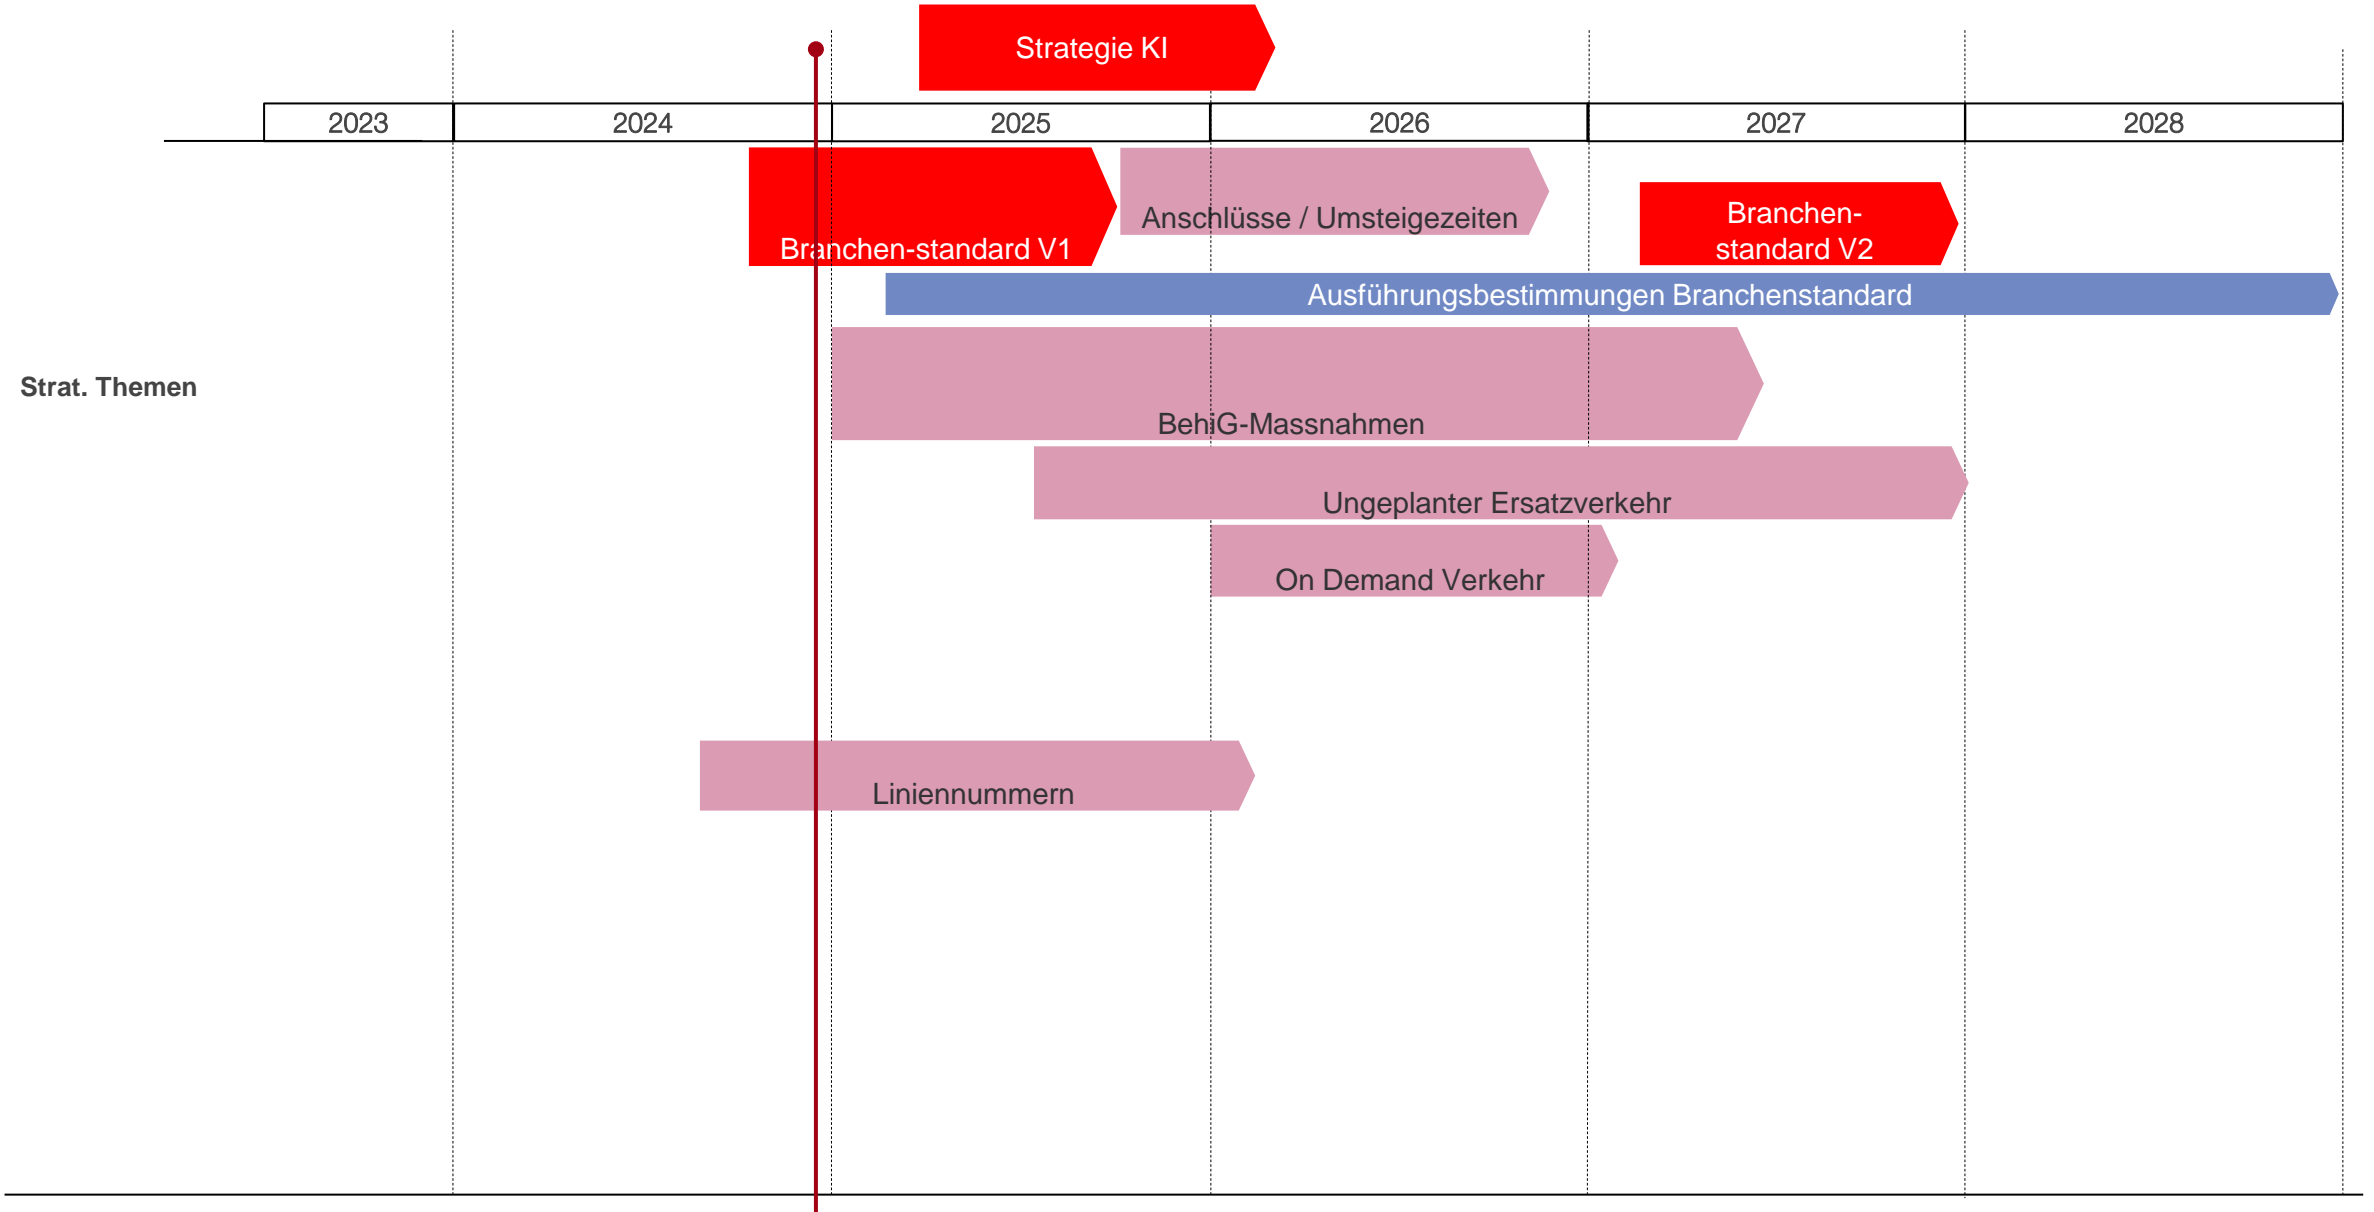 Strategie KI
2023
2024
2025
2026
2027
2028
Branchen-standard V1
Anschlüsse / Umsteigezeiten
Branchen-
standard V2
Ausführungsbestimmungen Branchenstandard
Strat. Themen
BehiG-Massnahmen
Ungeplanter Ersatzverkehr
On Demand Verkehr
Liniennummern